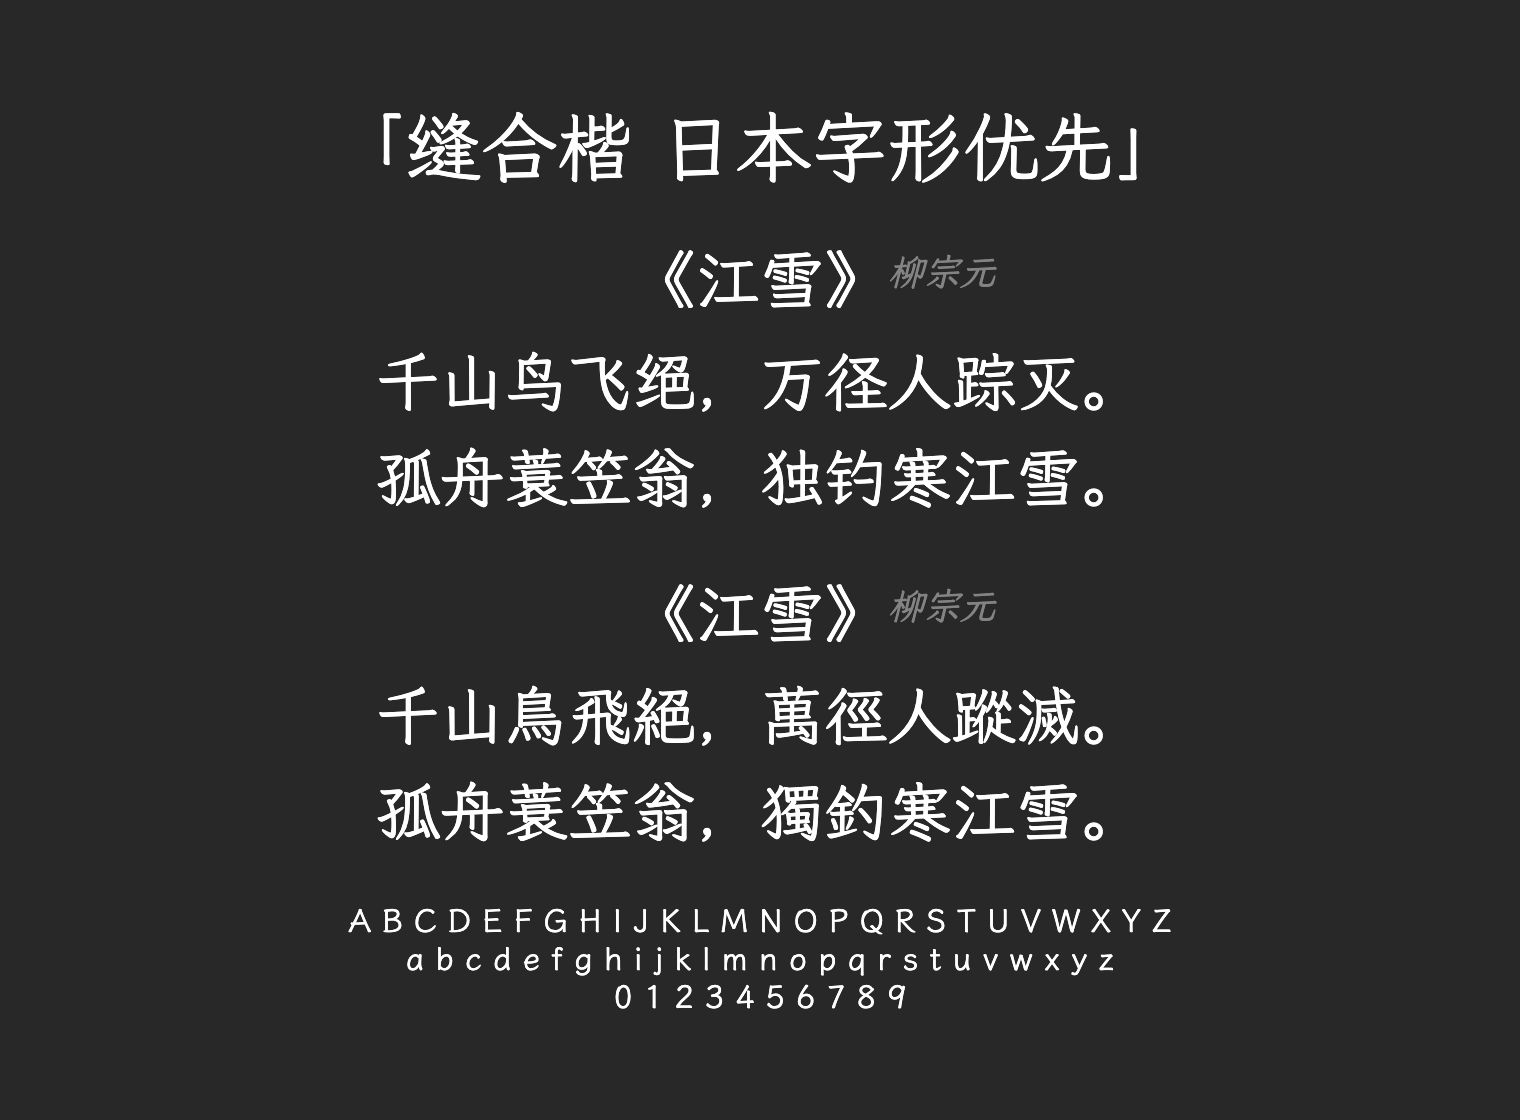 「缝合楷 日本字形优先」
《江雪》 柳宗元
千山鸟飞绝，万径人踪灭。
孤舟蓑笠翁，独钓寒江雪。
《江雪》 柳宗元
千山鳥飛絕，萬徑人蹤滅。
孤舟蓑笠翁，獨釣寒江雪。
A B C D E F G H I J K L M N O P Q R S T U V W X Y Z
a b c d e f g h i j k l m n o p q r s t u v w x y z
0 1 2 3 4 5 6 7 8 9